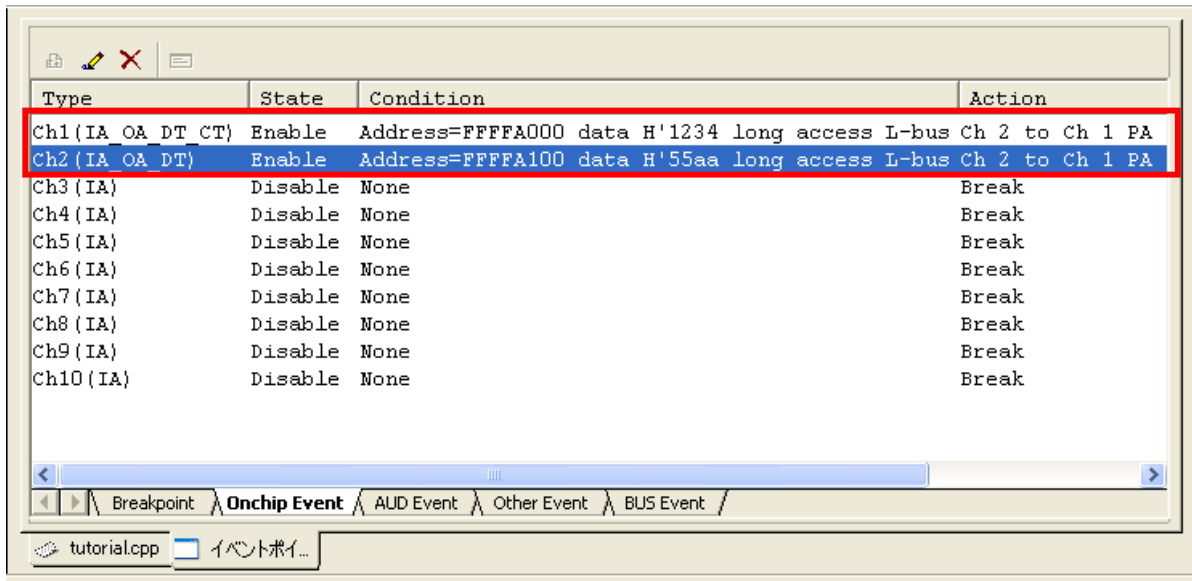 Type State Condition Action
Ch1(IA_OA_DT_CT) Enable Address=FFFFA000 data H'1234 long access L-bus Ch 2 to Ch 1 PA
Ch2(IA_OA_DT) Enable Address=FFFFA100 data H'55aa long access L-bus Ch 2 to Ch 1 PA
Ch3(IA) Disable None Break
Ch4(IA) Disable None Break
Ch5(IA) Disable None Break
Ch6(IA) Disable None Break
Ch7(IA) Disable None Break
Ch8(IA) Disable None Break
Ch9(IA) Disable None Break
Ch10(IA) Disable None Break
Breakpoint Onchip Event AUD Event Other Event BUS Event
tutorial.cpp イベントポイ...